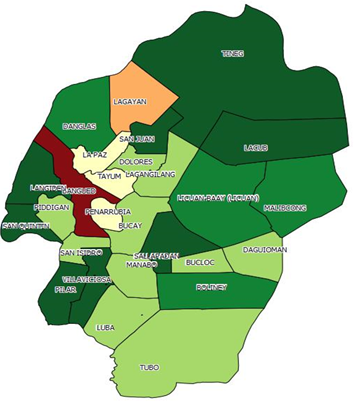 TINEG
LAGAYAN
DANGLAS
SAN JUAN
LACUB
LA PAZ
DOLORES
TAYUM
LAGANGILANG
LANGIDEN
BANGUED
LICUAN-BAAY (LICUAN)
PIDDIGAN
PENARRUBIA
MALIBCONG
SAN QUINTIN
BUCAY
SAN ISIDRO
SALLAPADAN
DAGUIOMAN
MANABO
BUCLOC
VILLAVICIOSA
PILAR
BOLINEY
LUBA
TUBO